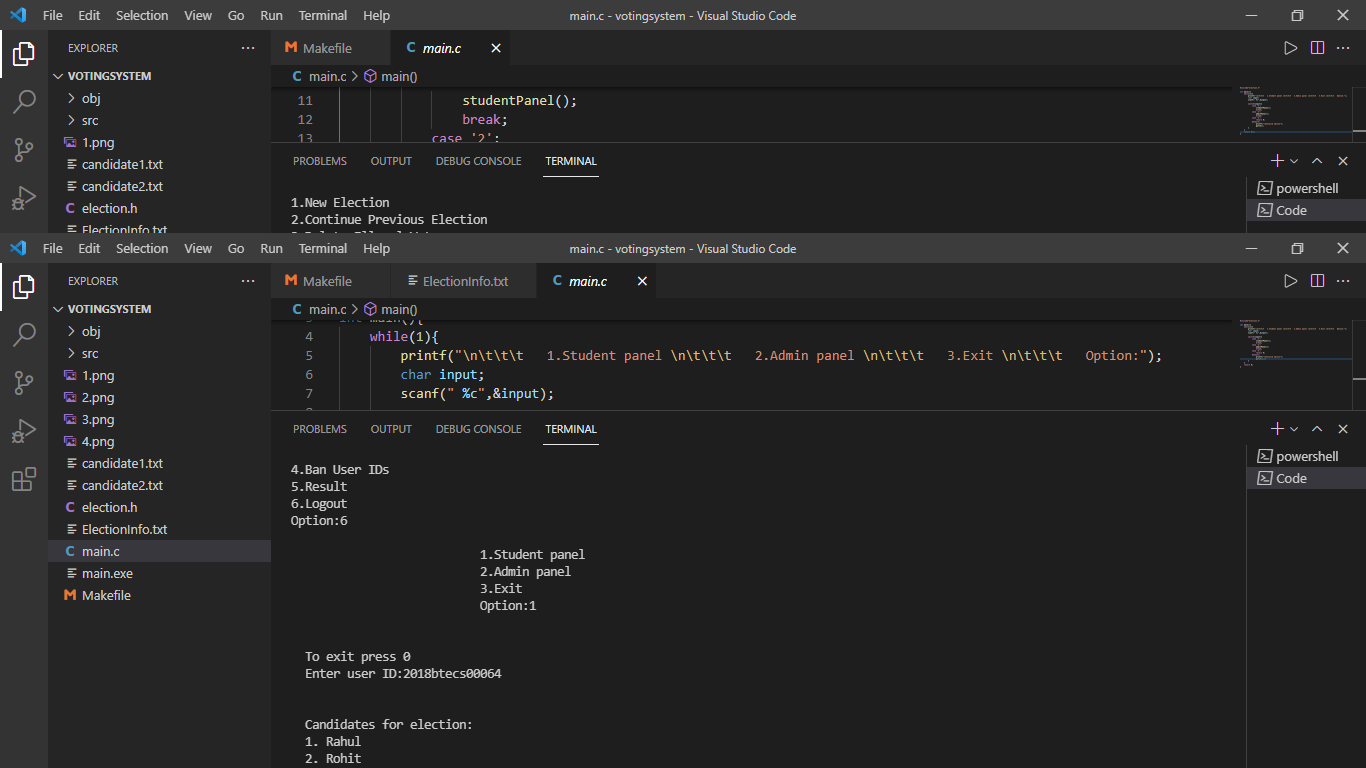 File Edit Selection View Go Run Terminal Help main.c - votingsystem - Visual Studio Code
EXPLORER ... Makefile main.c
VOTINGSYSTEM main.c > main()
obj 11 studentPanel();
src 12 break;
1.png 13 case '2':
candidate1.txt PROBLEMS OUTPUT DEBUG CONSOLE TERMINAL
candidate2.txt 1.New Election powershell
election.h 2.Continue Previous Election Code
ElectionInfo.txt
File Edit Selection View Go Run Terminal Help main.c - votingsystem - Visual Studio Code
EXPLORER ... Makefile ElectionInfo.txt main.c
VOTINGSYSTEM main.c > main()
int main(){
obj 4 while(1){
src 5 printf("\n\t\t\t   1.Student panel \n\t\t\t   2.Admin panel \n\t\t\t   3.Exit \n\t\t\t   Option:");
1.png 6 char input;
2.png 7 scanf(" %c",&input);
3.png
4.png PROBLEMS OUTPUT DEBUG CONSOLE TERMINAL
candidate1.txt 4.Ban User IDs powershell
candidate2.txt 5.Result Code
election.h 6.Logout
ElectionInfo.txt Option:6
main.c 1.Student panel
main.exe 2.Admin panel
Makefile 3.Exit
Option:1
To exit press 0
Enter user ID:2018btecs00064
Candidates for election:
1. Rahul
2. Rohit